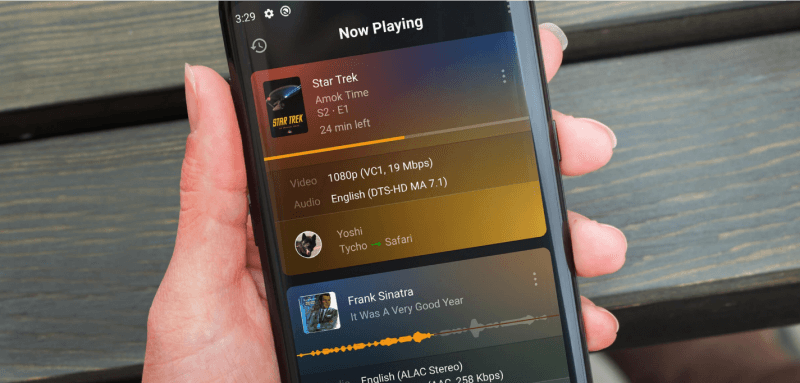 3:29
Now Playing
Star Trek
Amok Time
S2 · E1
24 min left
STAR TREK
Video 1080p (VC1, 19 Mbps)
Audio English (DTS-HD MA 7.1)
Yoshi
Tycho → Safari
Frank Sinatra
It Was A Very Good Year
English (ALAC Stereo)
AAC, 258 Kbps)